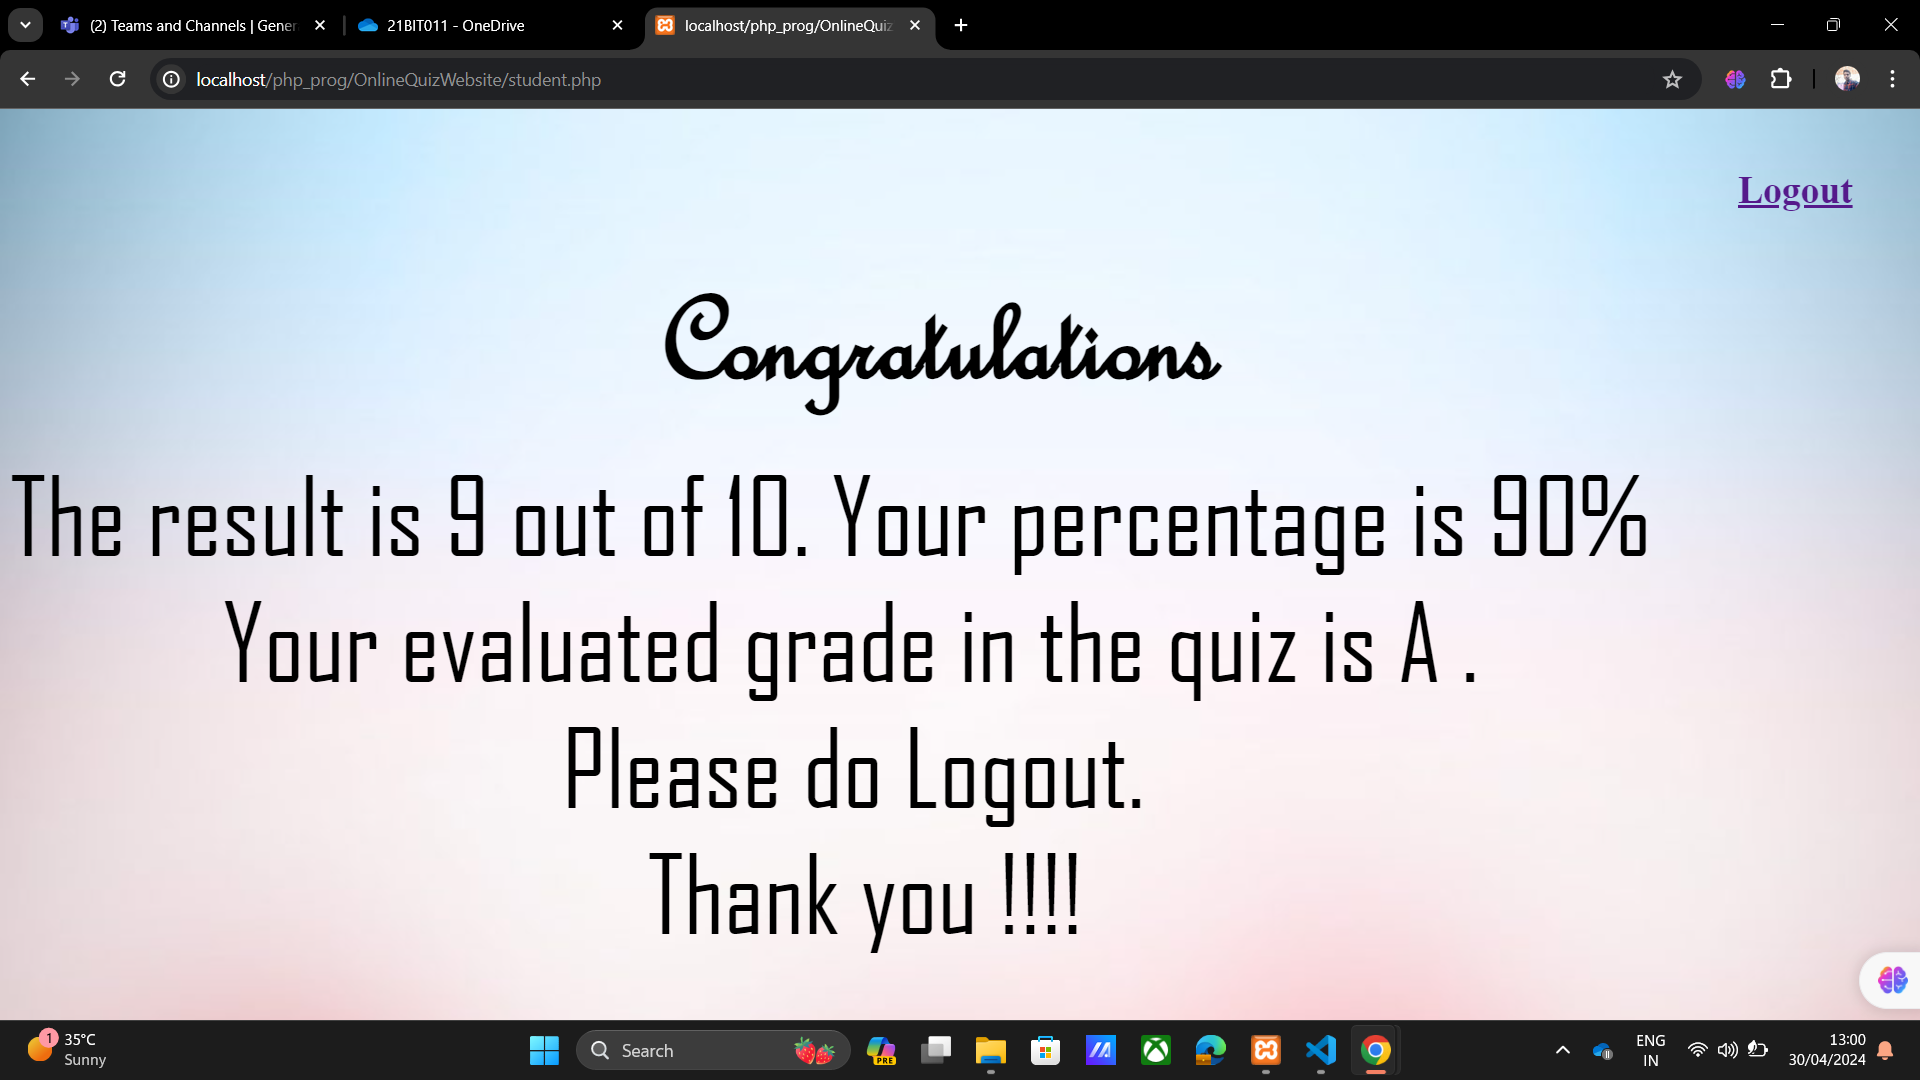 (2) Teams and Channels | Gener
21BIT011 - OneDrive
localhost/php_prog/OnlineQuiz
localhost/php_prog/OnlineQuizWebsite/student.php
Logout
Congratulations
The result is 9 out of 10. Your percentage is 90%
Your evaluated grade in the quiz is A .
Please do Logout.
Thank you !!!!
1
35°C
Sunny
Search
PRE
ENG
IN
13:00
30/04/2024